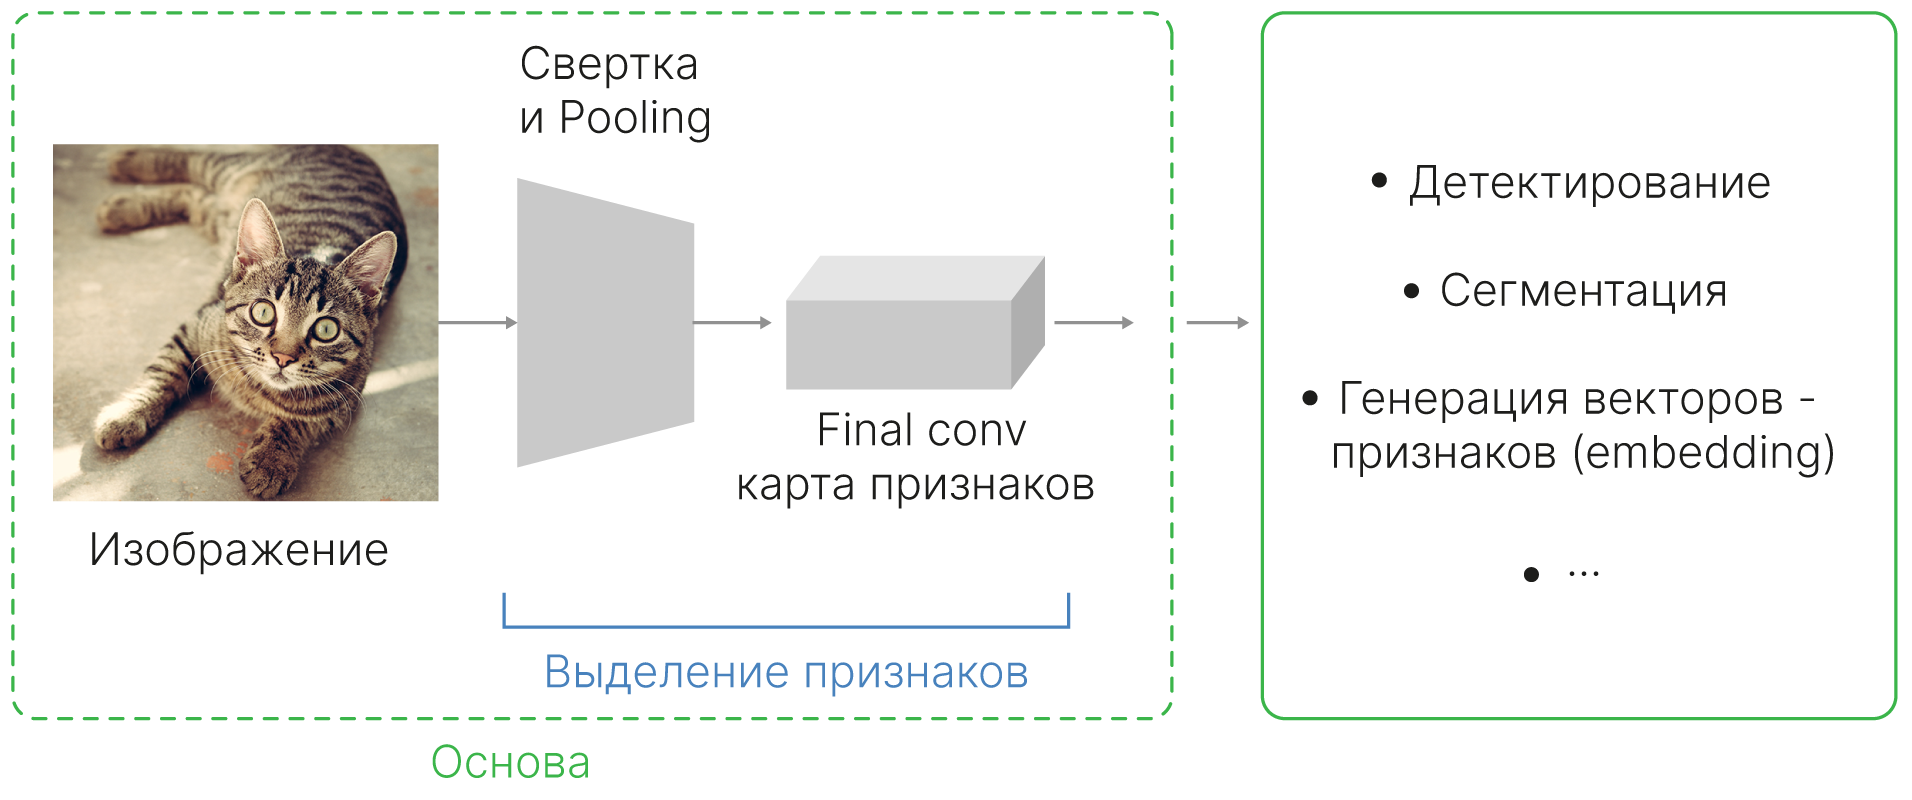 Свертка
и Pooling
Изображение
Final conv
карта признаков
Выделение признаков
Основа
• Детектирование
• Сегментация
• Генерация векторов -
признаков (embedding)
• ...